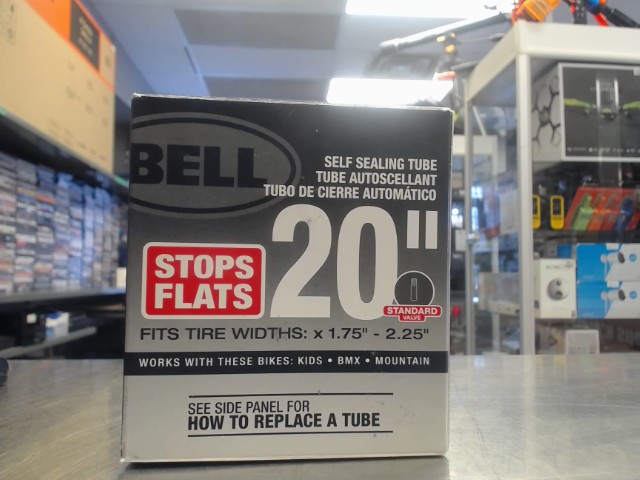 BELL
SELF SEALING TUBE
TUBE AUTOSCELLANT
TUBO DE CIERRE AUTOMÁTICO
20"
STOPS
FLATS
STANDARD
VALVE
FITS TIRE WIDTHS: x 1.75" - 2.25"
WORKS WITH THESE BIKES: KIDS • BMX • MOUNTAIN
SEE SIDE PANEL FOR
HOW TO REPLACE A TUBE